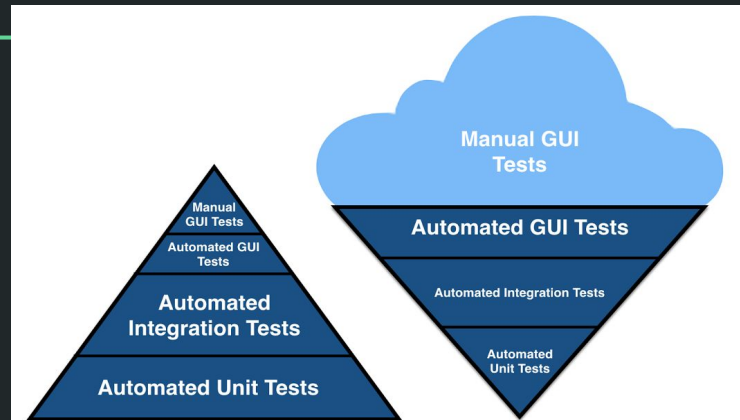 Manual
GUI Tests
Automated GUI
Tests
Automated
Integration Tests
Automated Unit Tests
Manual GUI
Tests
Automated GUI Tests
Automated Integration Tests
Automated
Unit Tests